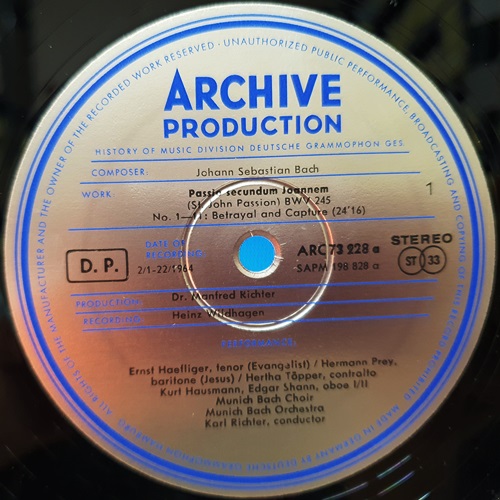 ARCHIVE
PRODUCTION
HISTORY OF MUSIC DIVISION DEUTSCHE GRAMMOPHON GES.
COMPOSER: Johann Sebastian Bach
WORK Passio secundum Joannem 1
(St. John Passion) BWV 245
No. 1–11: Betrayal and Capture (24'16)
DATE OF
RECORDING:
2/1-22/1964
D. P.
ARC 73 228 a
SAPM 198 828 a
STEREO
ST 33
PRODUCTION: Dr. Manfred Richter
RECORDING: Heinz Wildhagen
PERFORMANCE:
Ernst Haefliger, tenor (Evangelist) / Hermann Prey,
baritone (Jesus) / Hertha Töpper, contralto
Kurt Hausmann, Edgar Shann, oboe I/II
Munich Bach Choir
Munich Bach Orchestra
Karl Richter, conductor
ALL RIGHTS OF THE MANUFACTURER AND THE OWNER OF THE RECORDED WORK RESERVED · UNAUTHORIZED PUBLIC PERFORMANCE, BROADCASTING AND COPYING OF THIS RECORD PROHIBITED · MADE IN GERMANY BY DEUTSCHE GRAMMOPHON HAMBURG